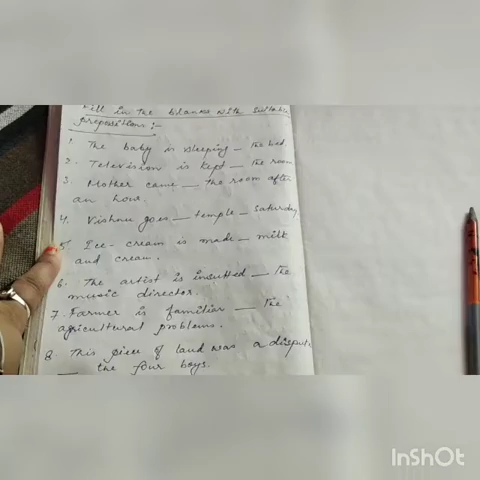 Fill in the blanks with suitable
prepositions :-
1. The baby is sleeping _ the bed.
2. Television is kept _ the room
3. Mother came _ the room after
an hour.
4. Vishnu goes _ temple _ Saturday.
5. Ice-cream is made _ milk
and cream.
6. The artist is insulted _ the
music director.
7. Farmer is familiar _ the
agricultural problems.
8. This piece of land was a dispute
_ the four boys.
InShOt